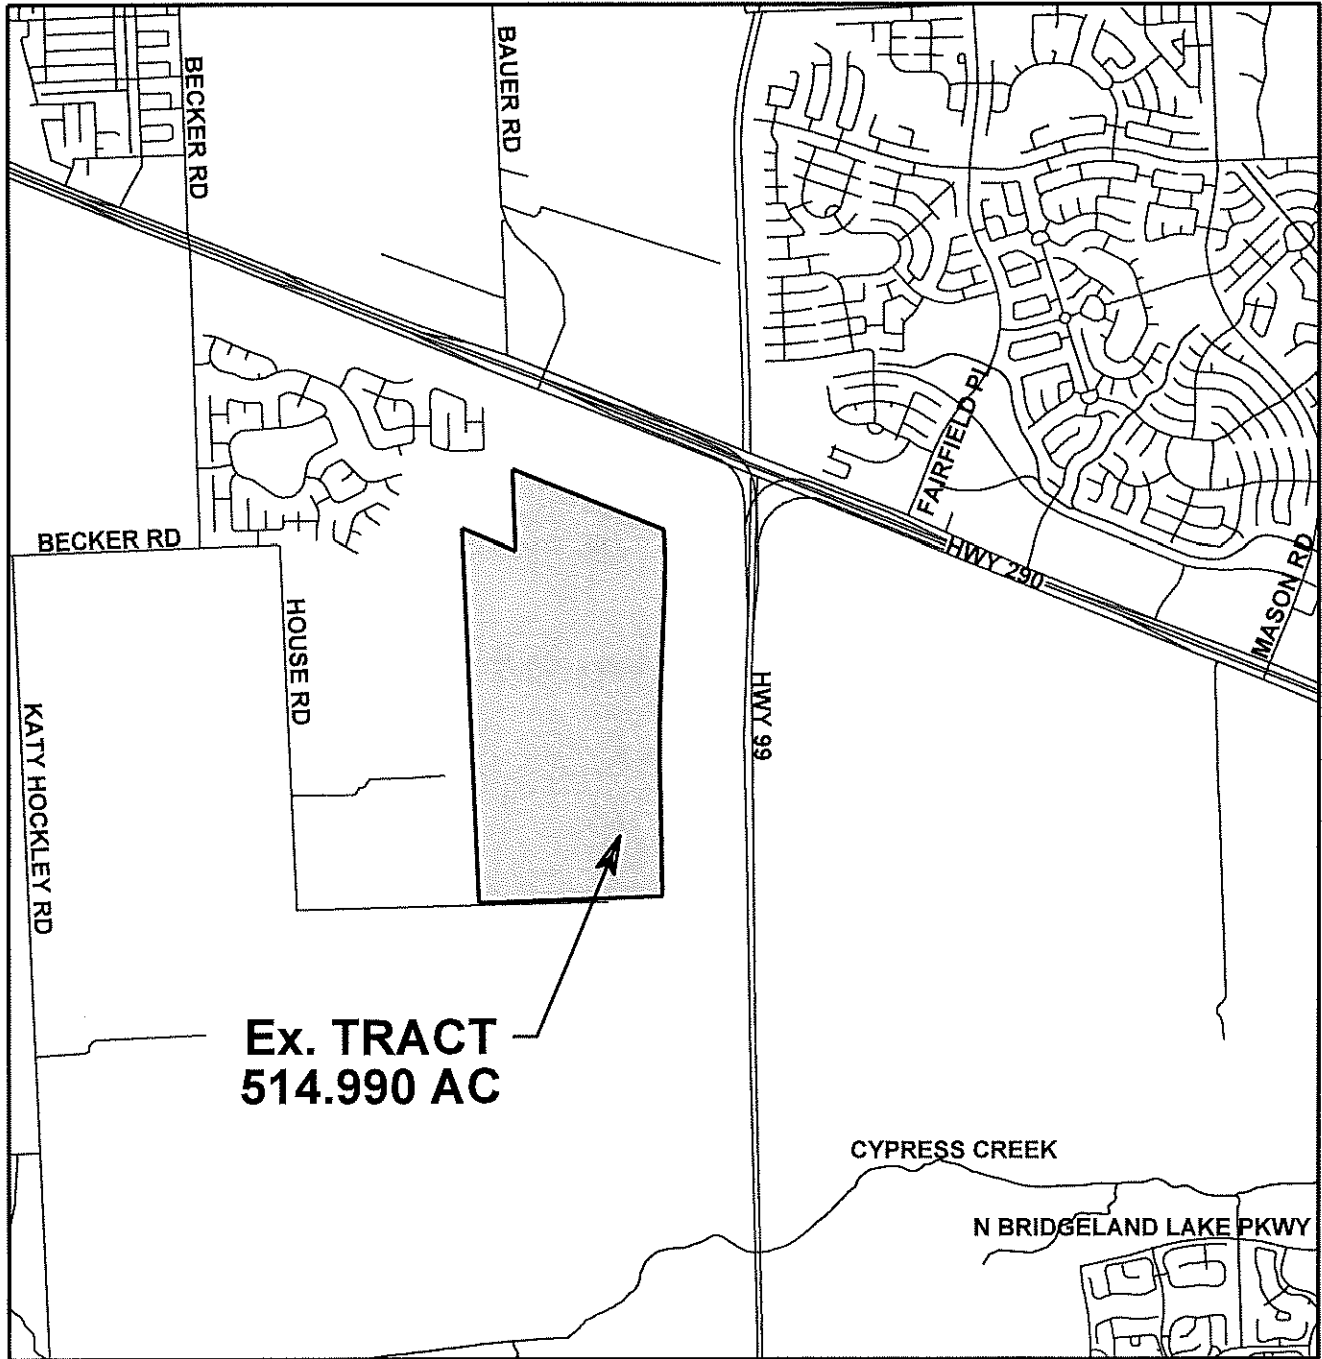 BAUER RD
BECKER RD
FAIRFIELD PL
BECKER RD
HWY 290
MASON RD
HOUSE RD
HWY 99
KATY HOCKLEY RD
Ex. TRACT
514.990 AC
CYPRESS CREEK
N BRIDGELAND LAKE PKWY